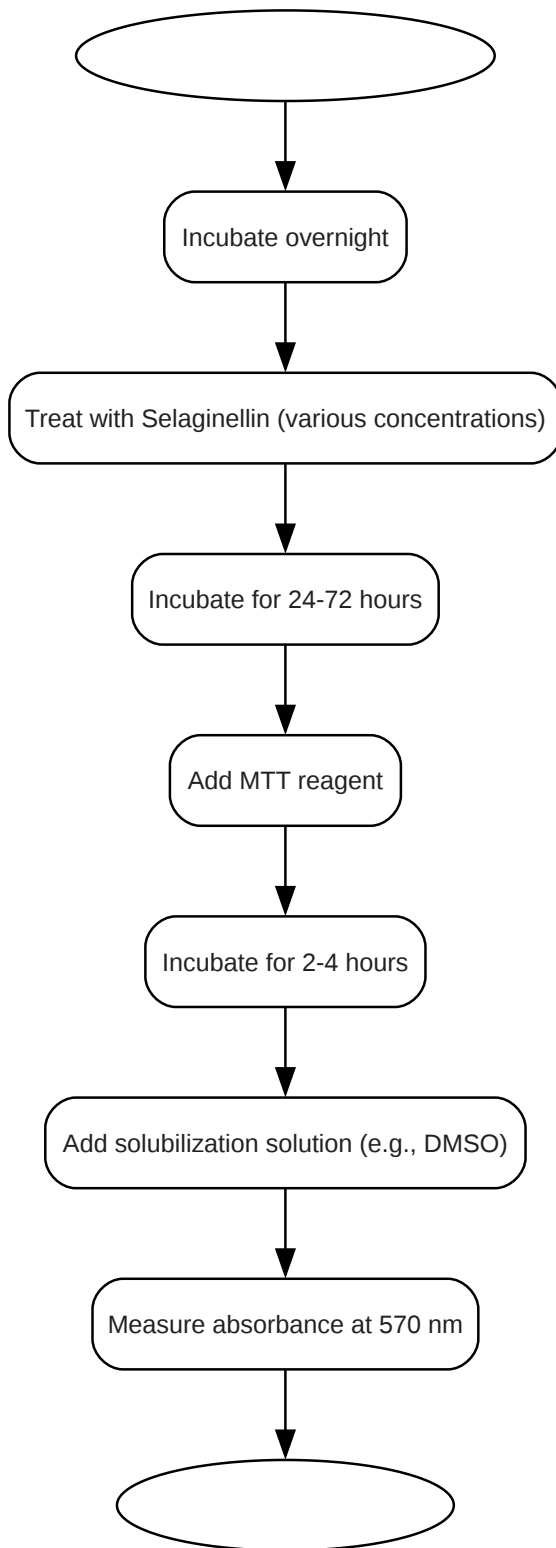 Incubate overnight
Treat with Selaginellin (various concentrations)
Incubate for 24-72 hours
Add MTT reagent
Incubate for 2-4 hours
Add solubilization solution (e.g., DMSO)
Measure absorbance at 570 nm